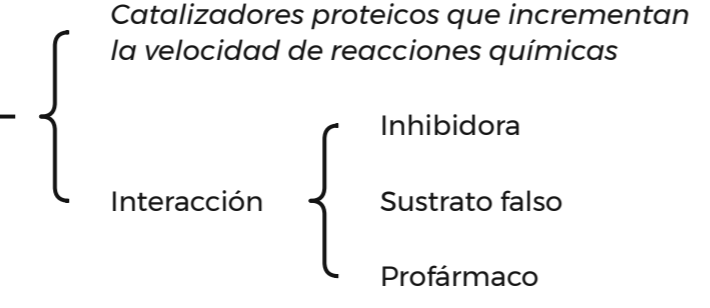 Catalizadores proteicos que incrementan
la velocidad de reacciones químicas
Inhibidora
Interacción
Sustrato falso
Profármaco